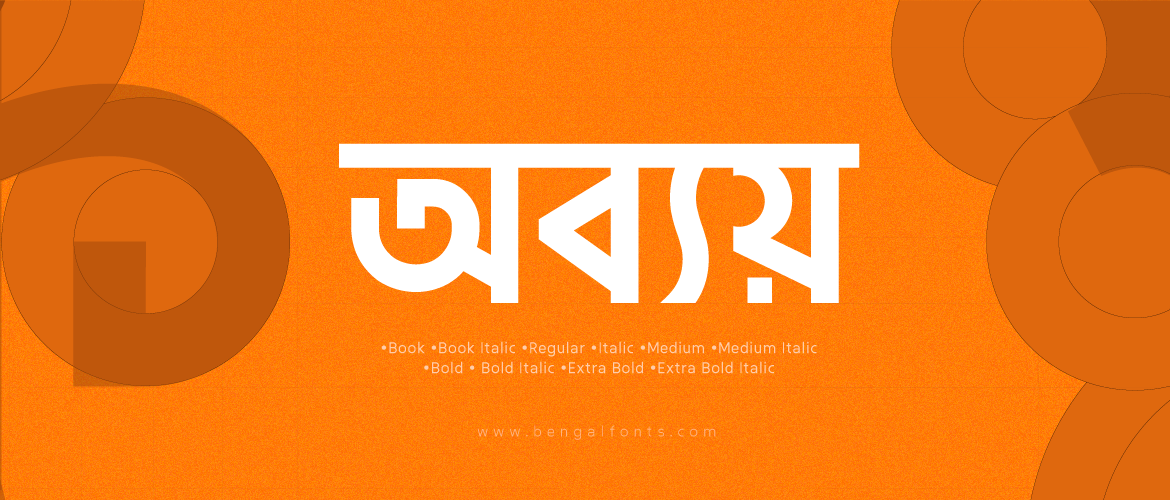 অব্যয়
•Book •Book Italic •Regular •Italic •Medium •Medium Italic
•Bold • Bold Italic •Extra Bold •Extra Bold Italic
www.bengalfonts.com